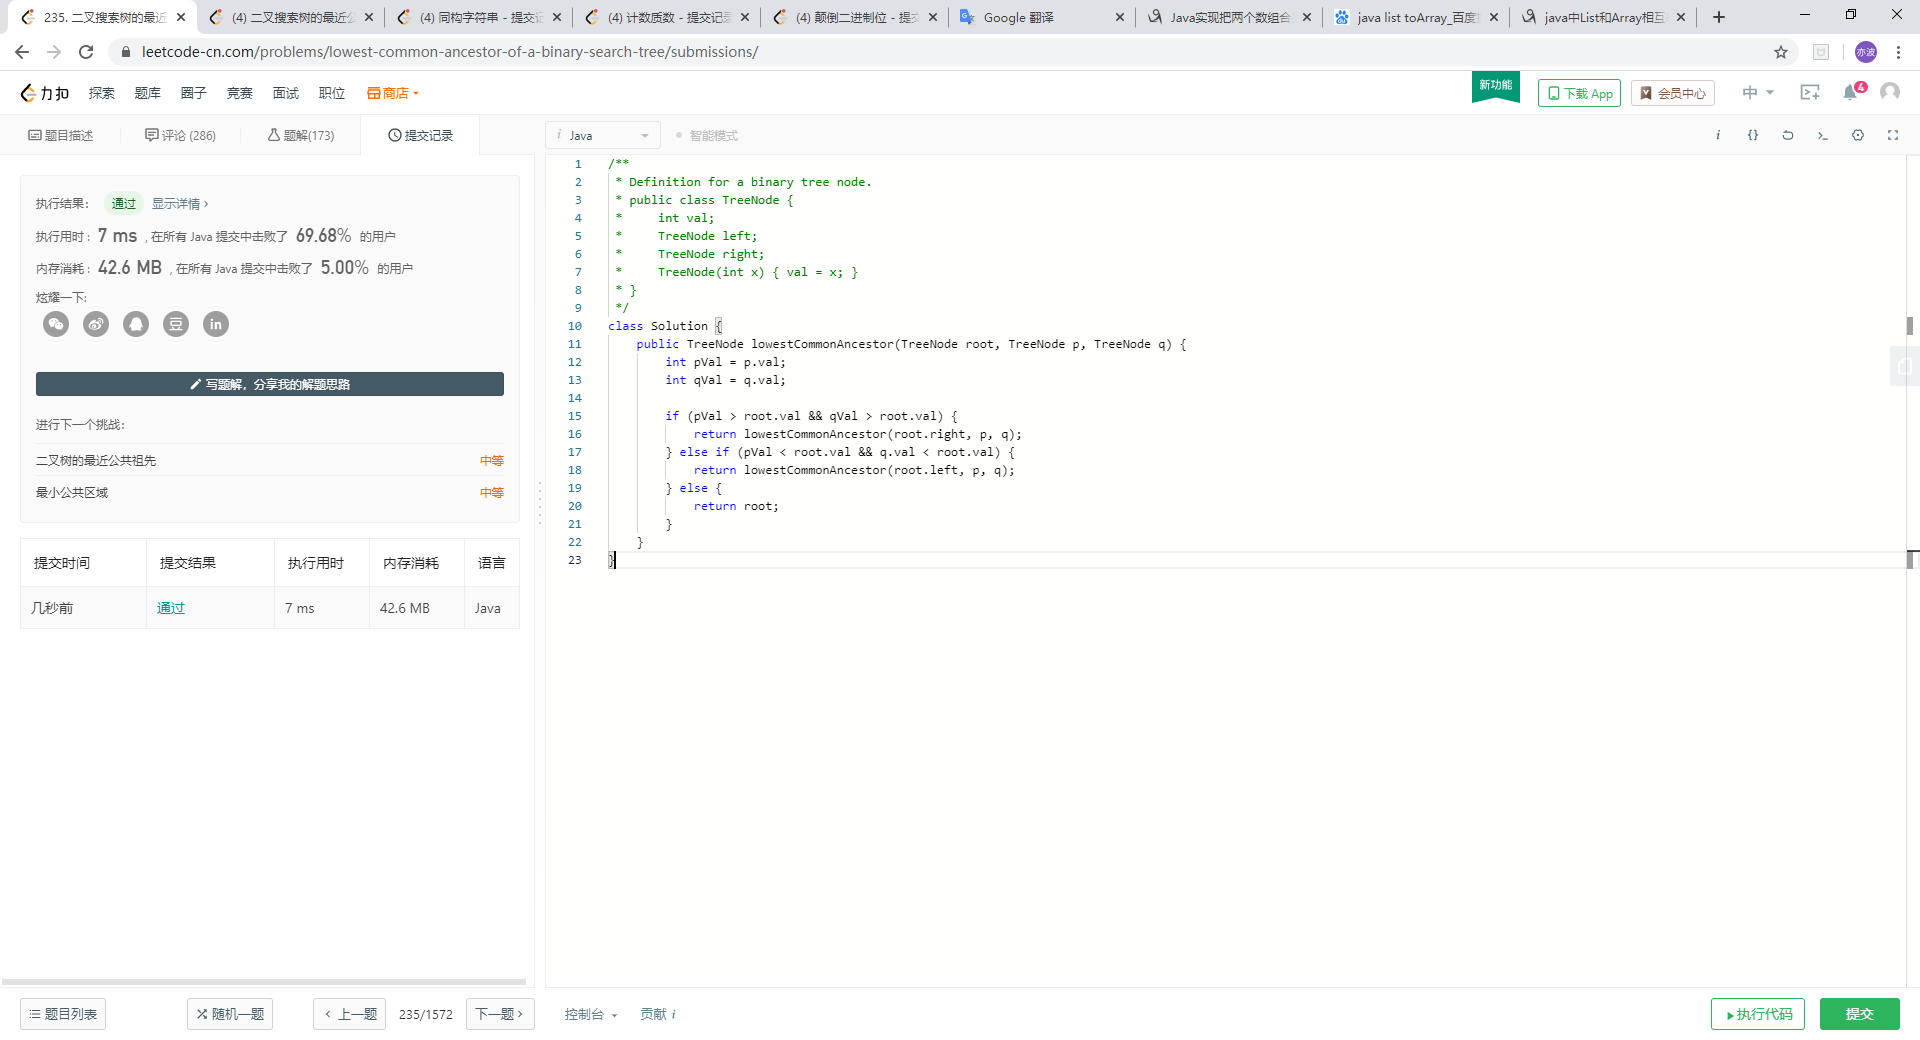 235. 二叉搜索树的最近
(4) 二叉搜索树的最近公
(4) 同构字符串 - 提交记
(4) 计数质数 - 提交记录
(4) 颠倒二进制位 - 提交
Google 翻译
Java实现把两个数组合
java list toArray_百度
java中List和Array相互
leetcode-cn.com/problems/lowest-common-ancestor-of-a-binary-search-tree/submissions/
亦波
力扣 探索 题库 圈子 竞赛 面试 职位 商店
新功能 下载 App 会员中心 中 4
题目描述 评论 (286) 题解(173) 提交记录
i Java 智能模式
执行结果： 通过 显示详情 ›
执行用时 : 7 ms , 在所有 Java 提交中击败了 69.68% 的用户
内存消耗 : 42.6 MB , 在所有 Java 提交中击败了 5.00% 的用户
炫耀一下:
豆 in
写题解，分享我的解题思路
进行下一个挑战：
二叉树的最近公共祖先 中等
最小公共区域 中等
提交时间 提交结果 执行用时 内存消耗 语言
几秒前 通过 7 ms 42.6 MB Java
1 /**
2 * Definition for a binary tree node.
3 * public class TreeNode {
4 * int val;
5 * TreeNode left;
6 * TreeNode right;
7 * TreeNode(int x) { val = x; }
8 * }
9 */
10 class Solution {
11 public TreeNode lowestCommonAncestor(TreeNode root, TreeNode p, TreeNode q) {
12 int pVal = p.val;
13 int qVal = q.val;
14
15 if (pVal > root.val && qVal > root.val) {
16 return lowestCommonAncestor(root.right, p, q);
17 } else if (pVal < root.val && q.val < root.val) {
18 return lowestCommonAncestor(root.left, p, q);
19 } else {
20 return root;
21 }
22 }
23 }
题目列表 随机一题 ‹ 上一题 235/1572 下一题 › 控制台 贡献 i 执行代码 提交